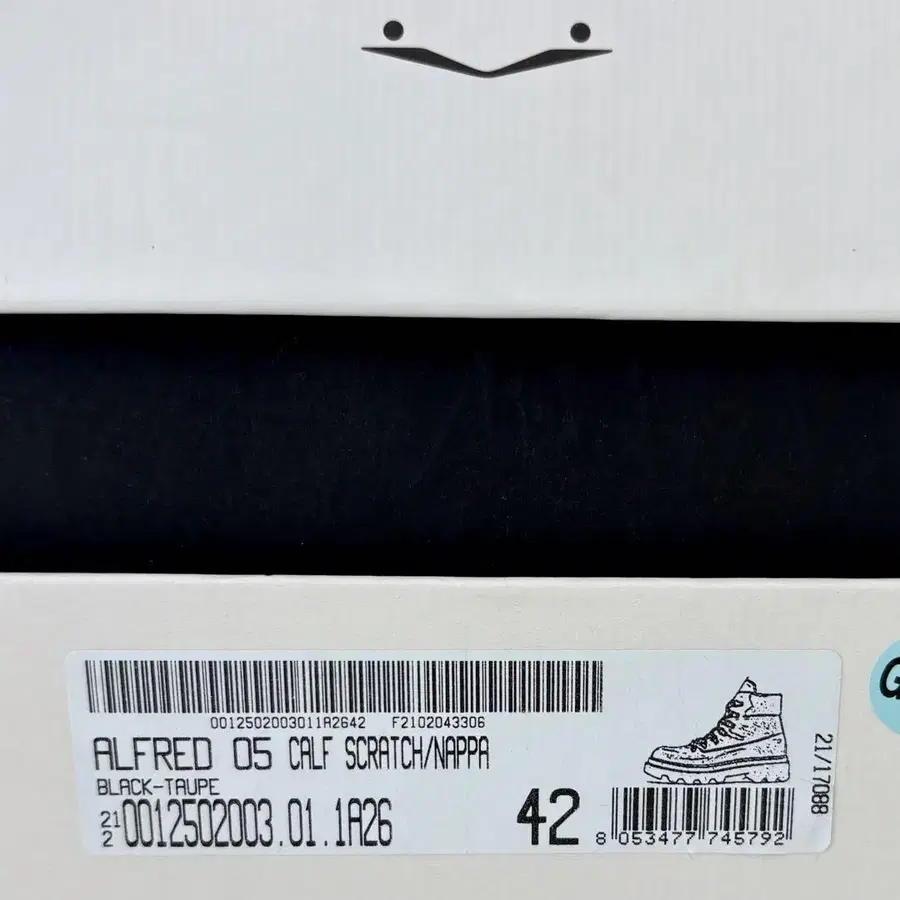 0012502003011A2642 F2102043306
ALFRED 05 CALF SCRATCH/NAPPA
BLACK-TAUPE
21
2
0012502003.01.1A26
42
8 053477 745792
21/17088
G